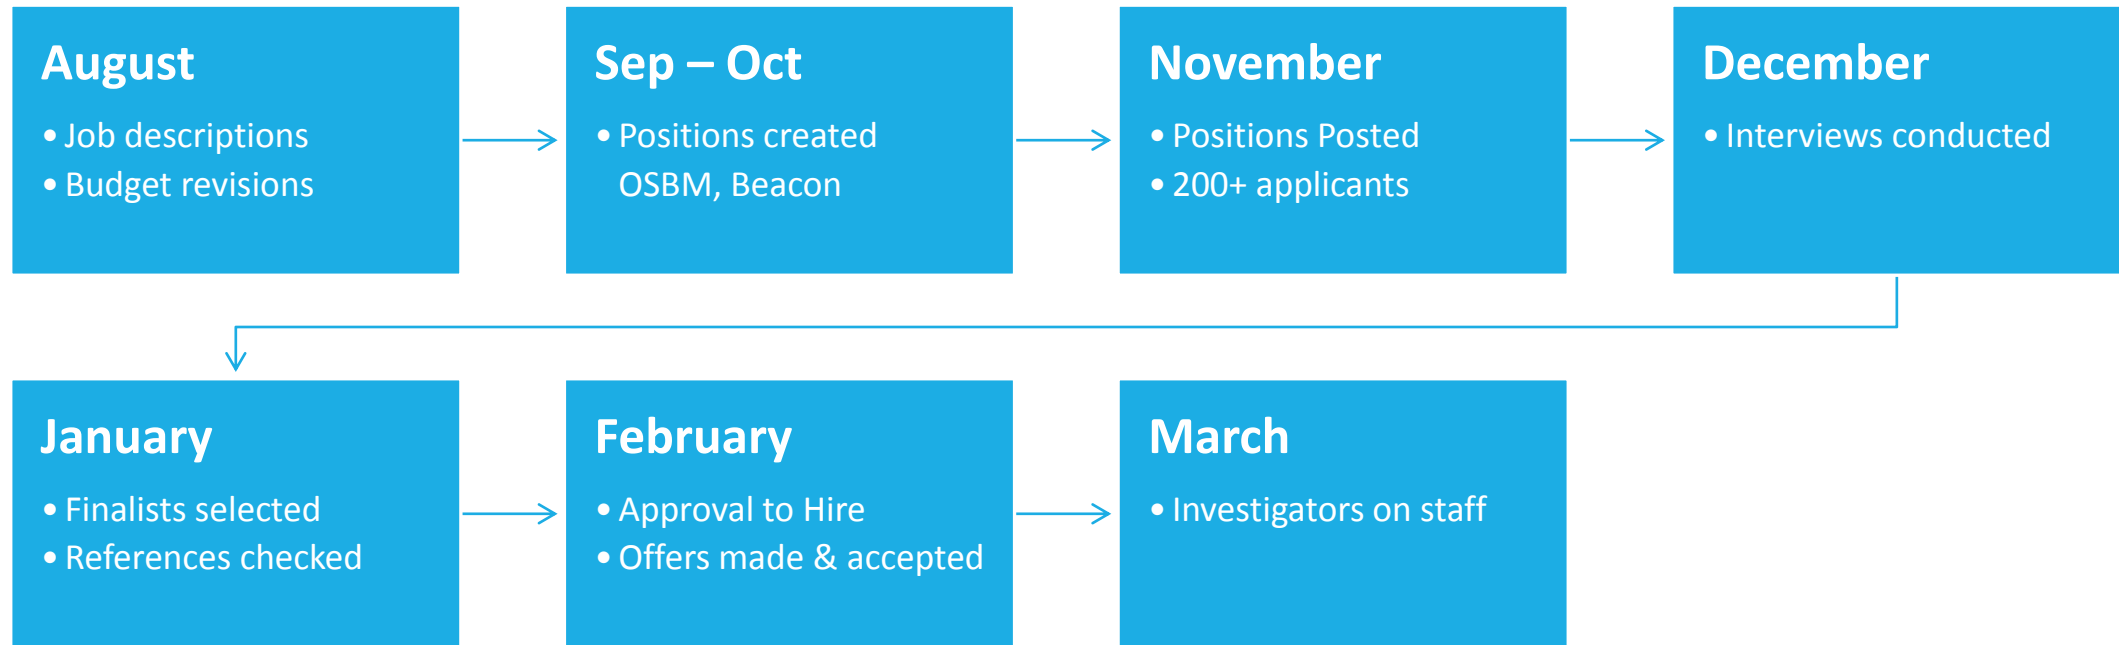 August
• Job descriptions
• Budget revisions
Sep – Oct
• Positions created
OSBM, Beacon
November
• Positions Posted
• 200+ applicants
December
• Interviews conducted
January
• Finalists selected
• References checked
February
• Approval to Hire
• Offers made & accepted
March
• Investigators on staff